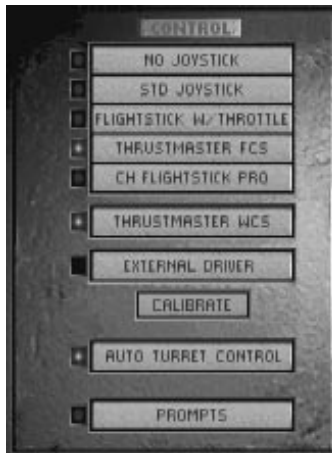 CONTROL
NO JOYSTICK
STD JOYSTICK
FLIGHTSTICK W/THROTTLE
THRUSTMASTER FCS
CH FLIGHTSTICK PRO
THRUSTMASTER WCS
EXTERNAL DRIVER
CALIBRATE
AUTO TURRET CONTROL
PROMPTS